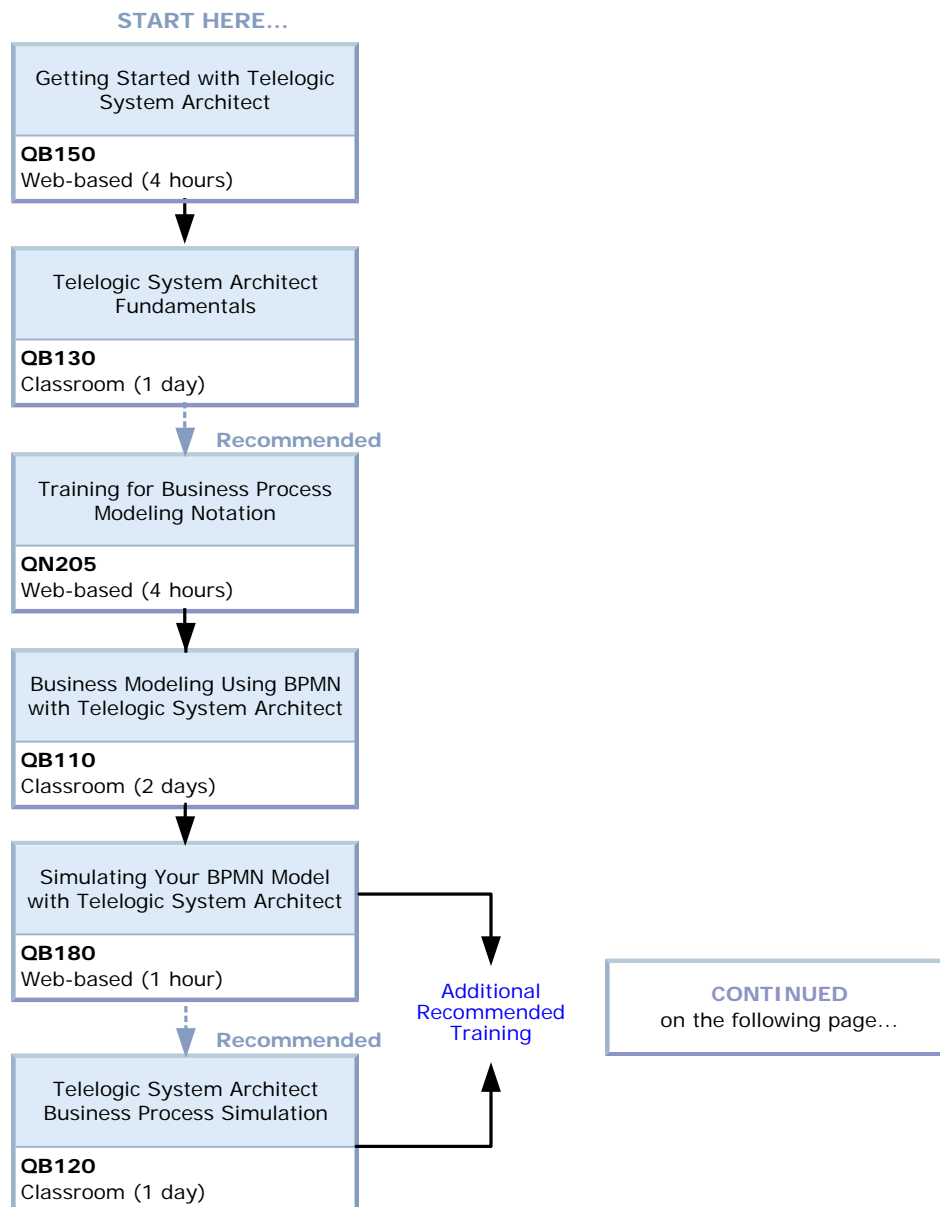 START HERE...
Getting Started with Telelogic
System Architect
QB150
Web-based (4 hours)
Telelogic System Architect
Fundamentals
QB130
Classroom (1 day)
Recommended
Training for Business Process
Modeling Notation
QN205
Web-based (4 hours)
Business Modeling Using BPMN
with Telelogic System Architect
QB110
Classroom (2 days)
Simulating Your BPMN Model
with Telelogic System Architect
QB180
Web-based (1 hour)
Recommended
Telelogic System Architect
Business Process Simulation
QB120
Classroom (1 day)
Additional
Recommended
Training
CONTINUED
on the following page...